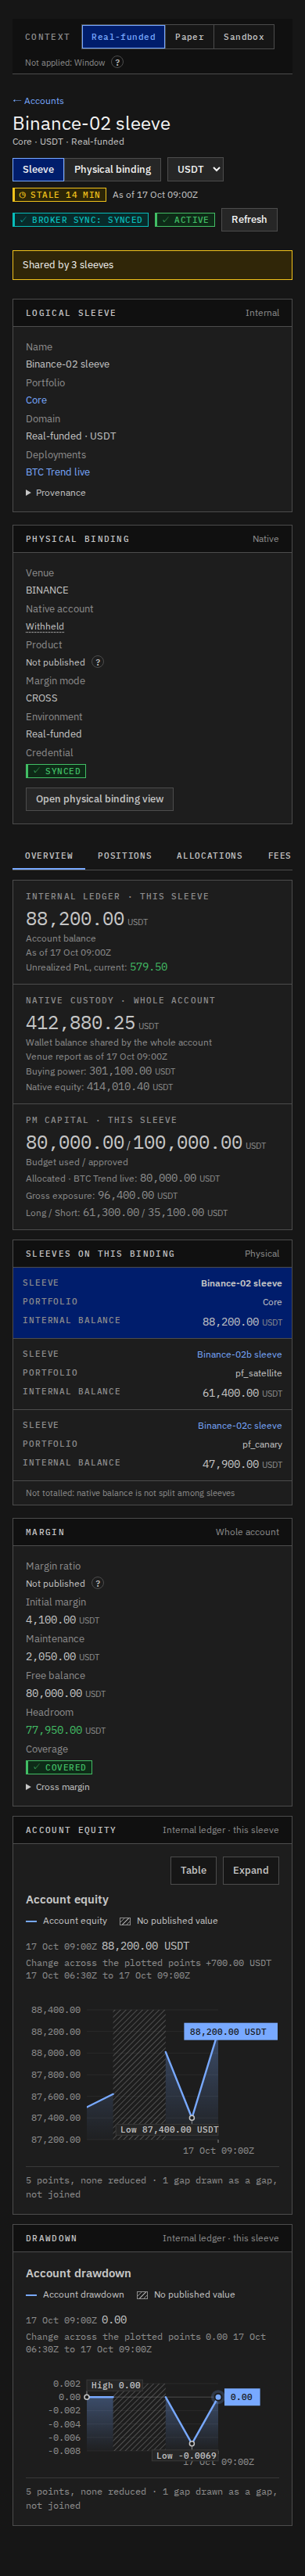 CONTEXT Real-funded Paper Sandbox
Not applied: Window ?
← Accounts
Binance-02 sleeve
Core · USDT · Real-funded
Sleeve Physical binding USDT
STALE 14 MIN As of 17 Oct 09:00Z
✓ BROKER SYNC: SYNCED ✓ ACTIVE Refresh
Shared by 3 sleeves
LOGICAL SLEEVE Internal
Name
Binance-02 sleeve
Portfolio
Core
Domain
Real-funded · USDT
Deployments
BTC Trend live
▶ Provenance
PHYSICAL BINDING Native
Venue
BINANCE
Native account
Withheld
Product
Not published ?
Margin mode
CROSS
Environment
Real-funded
Credential
✓ SYNCED
Open physical binding view
OVERVIEW POSITIONS ALLOCATIONS FEES
INTERNAL LEDGER · THIS SLEEVE
88,200.00 USDT
Account balance
As of 17 Oct 09:00Z
Unrealized PnL, current: 579.50
NATIVE CUSTODY · WHOLE ACCOUNT
412,880.25 USDT
Wallet balance shared by the whole account
Venue report as of 17 Oct 09:00Z
Buying power: 301,100.00 USDT
Native equity: 414,010.40 USDT
PM CAPITAL · THIS SLEEVE
80,000.00/100,000.00 USDT
Budget used / approved
Allocated · BTC Trend live: 80,000.00 USDT
Gross exposure: 96,400.00 USDT
Long / Short: 61,300.00/35,100.00 USDT
SLEEVES ON THIS BINDING Physical
SLEEVE Binance-02 sleeve
PORTFOLIO Core
INTERNAL BALANCE 88,200.00 USDT
SLEEVE Binance-02b sleeve
PORTFOLIO pf_satellite
INTERNAL BALANCE 61,400.00 USDT
SLEEVE Binance-02c sleeve
PORTFOLIO pf_canary
INTERNAL BALANCE 47,900.00 USDT
Not totalled: native balance is not split among sleeves
MARGIN Whole account
Margin ratio
Not published ?
Initial margin
4,100.00 USDT
Maintenance
2,050.00 USDT
Free balance
80,000.00 USDT
Headroom
77,950.00 USDT
Coverage
✓ COVERED
▶ Cross margin
ACCOUNT EQUITY Internal ledger · this sleeve
Table Expand
Account equity
Account equity No published value
17 Oct 09:00Z 88,200.00 USDT
Change across the plotted points +700.00 USDT
17 Oct 06:30Z to 17 Oct 09:00Z
88,400.00
88,200.00 88,200.00 USDT
88,000.00
87,800.00
87,600.00
87,400.00
Low 87,400.00 USDT
87,200.00
17 Oct 09:00Z
5 points, none reduced · 1 gap drawn as a gap,
not joined
DRAWDOWN Internal ledger · this sleeve
Account drawdown
Account drawdown No published value
17 Oct 09:00Z 0.00
Change across the plotted points 0.00 17 Oct
06:30Z to 17 Oct 09:00Z
0.002 High 0.00
0.00 0.00
-0.002
-0.004
-0.006
-0.008 Low -0.0069
17 Oct 09:00Z
5 points, none reduced · 1 gap drawn as a gap,
not joined